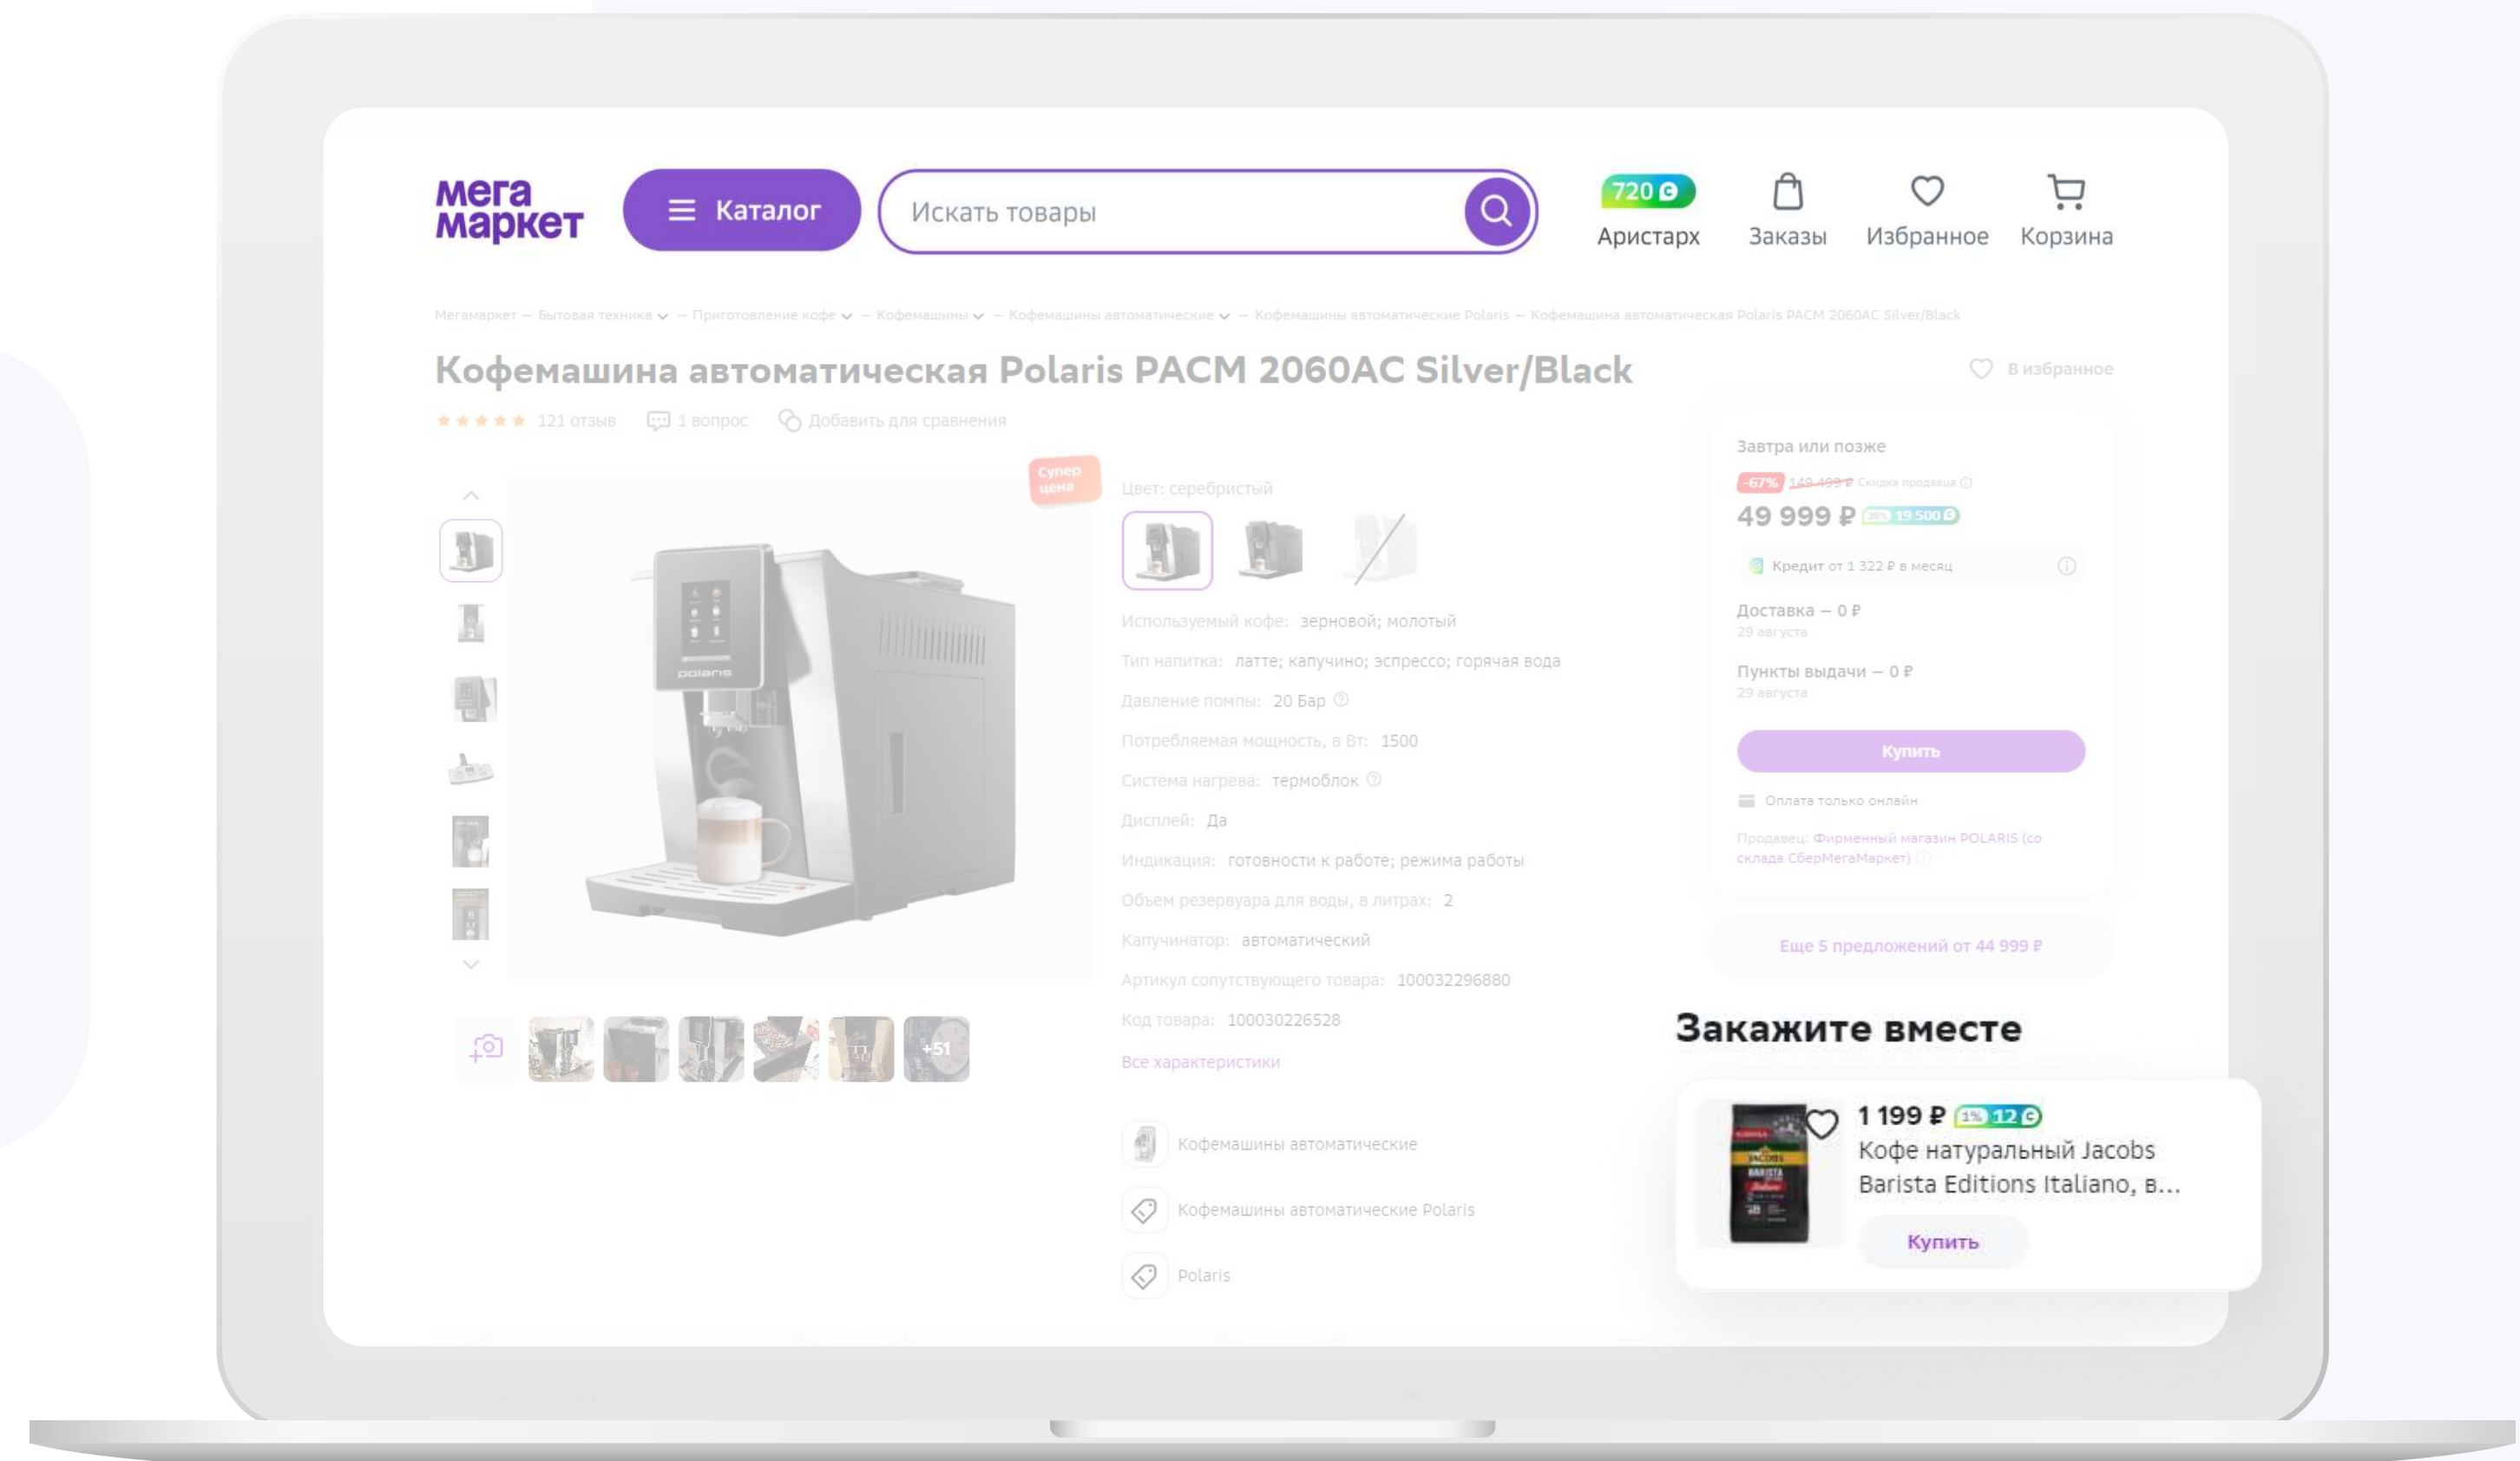 мега
маркет
Каталог
Искать товары
720
Аристарх
Заказы
Избранное
Корзина
Мегамаркет — Бытовая техника — Приготовление кофе — Кофемашины — Кофемашины автоматические — Кофемашины автоматические Polaris — Кофемашина автоматическая Polaris PACM 2060AC Silver/Black
Кофемашина автоматическая Polaris PACM 2060AC Silver/Black
В избранное
121 отзыв
1 вопрос
Добавить для сравнения
Супер
цена
polaris
+51
Цвет: серебристый
Используемый кофе: зерновой; молотый
Тип напитка: латте; капучино; эспрессо; горячая вода
Давление помпы: 20 Бар
Потребляемая мощность, в Вт: 1500
Система нагрева: термоблок
Дисплей: Да
Индикация: готовности к работе; режима работы
Объем резервуара для воды, в литрах: 2
Капучинатор: автоматический
Артикул сопутствующего товара: 100032296880
Код товара: 100030226528
Все характеристики
Кофемашины автоматические
Кофемашины автоматические Polaris
Polaris
Завтра или позже
-67% 149 499 ₽ Скидка продавца
49 999 ₽ 39% 19 500
Кредит от 1 322 ₽ в месяц
Доставка — 0 ₽
29 августа
Пункты выдачи — 0 ₽
29 августа
Купить
Оплата только онлайн
Продавец: Фирменный магазин POLARIS (со
склада СберМегаМаркет)
Еще 5 предложений от 44 999 ₽
Закажите вместе
JACOBS
BARISTA
1 199 ₽ 1% 12
Кофе натуральный Jacobs
Barista Editions Italiano, в...
Купить